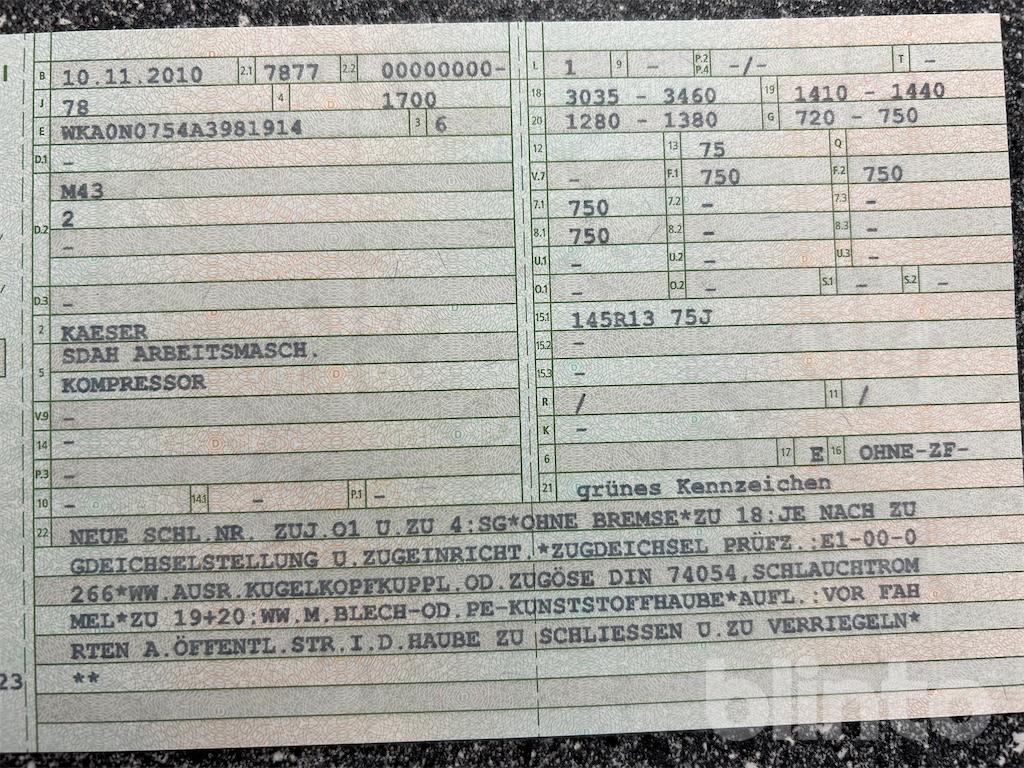 B 10.11.2010 2.1 7877 2.2 00000000-
J 78 4 1700
E WKA0N0754A3981914 3 6
D.1 -
M43
D.2 2
-
D.3 -
2 KAESER
SDAH ARBEITSMASCH.
5 KOMPRESSOR
V.9 -
14 -
P.3 -
10 - 14.1 - P.1 -
L 1 9 - P.2 P.4 -/- T -
18 3035 - 3460 19 1410 - 1440
20 1280 - 1380 G 720 - 750
12 13 75 Q
V.7 - F.1 750 F.2 750
7.1 750 7.2 - 7.3 -
8.1 750 8.2 - 8.3 -
U.1 - U.2 - U.3 -
O.1 - O.2 - S.1 - S.2 -
15.1 145R13 75J
15.2 -
15.3 -
R / 11 /
K -
6 17 E 16 OHNE-ZF-
21 grünes Kennzeichen
22 NEUE SCHL.NR. ZUJ.01 U.ZU 4:SG*OHNE BREMSE*ZU 18:JE NACH ZU
GDEICHSELSTELLUNG U.ZUGEINRICHT.*ZUGDEICHSEL PRÜFZ.:E1-00-0
266*WW.AUSR.KUGELKOPFKUPPL.OD.ZUGÖSE DIN 74054,SCHLAUCHTROM
MEL*ZU 19+20:WW.M.BLECH-OD.PE-KUNSTSTOFFHAUBE*AUFL.:VOR FAH
RTEN A.ÖFFENTL.STR.I.D.HAUBE ZU SCHLIESSEN U.ZU VERRIEGELN*
**
23
blinto